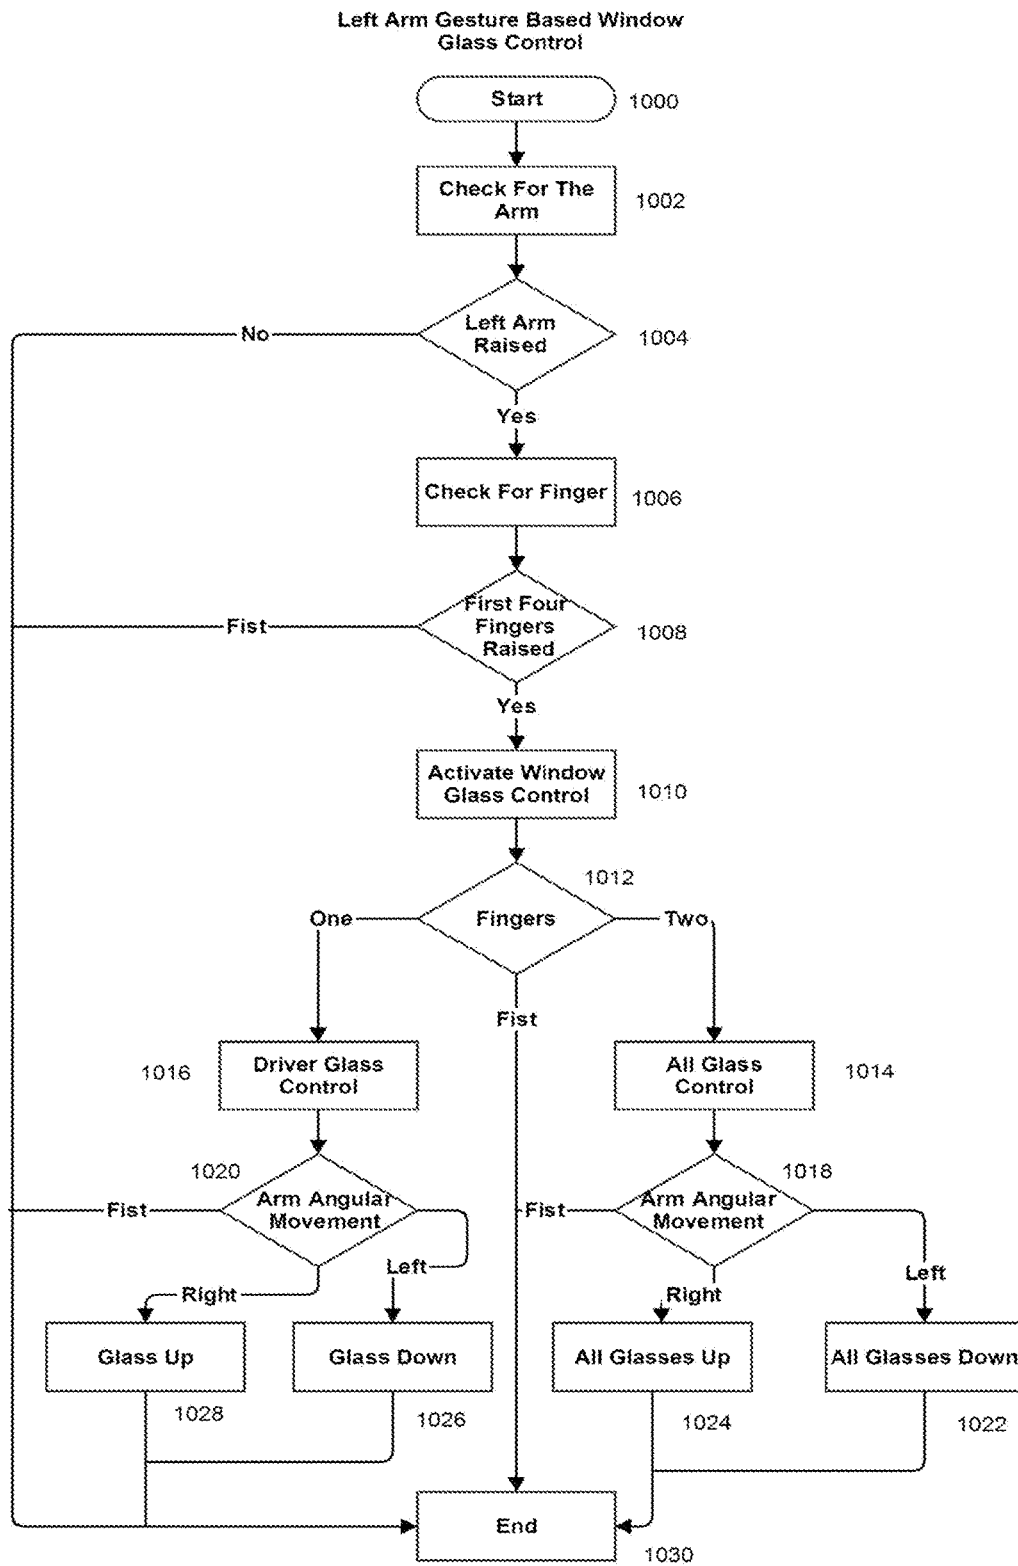 Left Arm Gesture Based Window
Glass Control
Start
1000
Check For The
Arm
1002
No
Left Arm
Raised
1004
Yes
Check For Finger
1006
Fist
First Four
Fingers
Raised
1008
Yes
Activate Window
Glass Control
1010
1012
One
Fingers
Two
Fist
1016
Driver Glass
Control
All Glass
Control
1014
1020
1018
Fist
Arm Angular
Movement
Fist
Arm Angular
Movement
Left
Left
Right
Right
Glass Up
Glass Down
All Glasses Up
All Glasses Down
1028
1026
1024
1022
End
1030